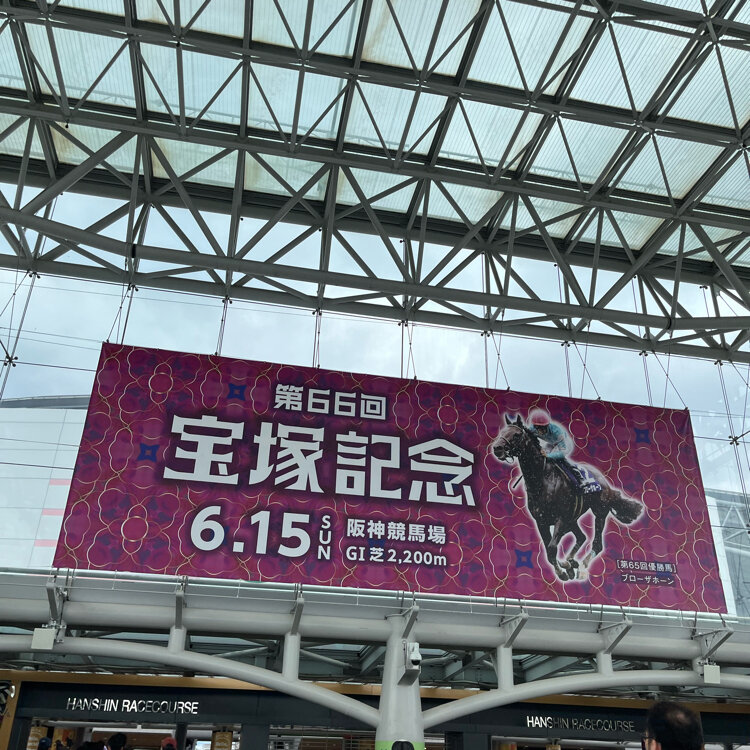 第66回
宝塚記念
6.15 SUN
阪神競馬場
GI 芝2,200m
[第65回優勝馬]
ブローザホーン
HANSHIN RACECOURSE
HANSHIN RACECOURSE